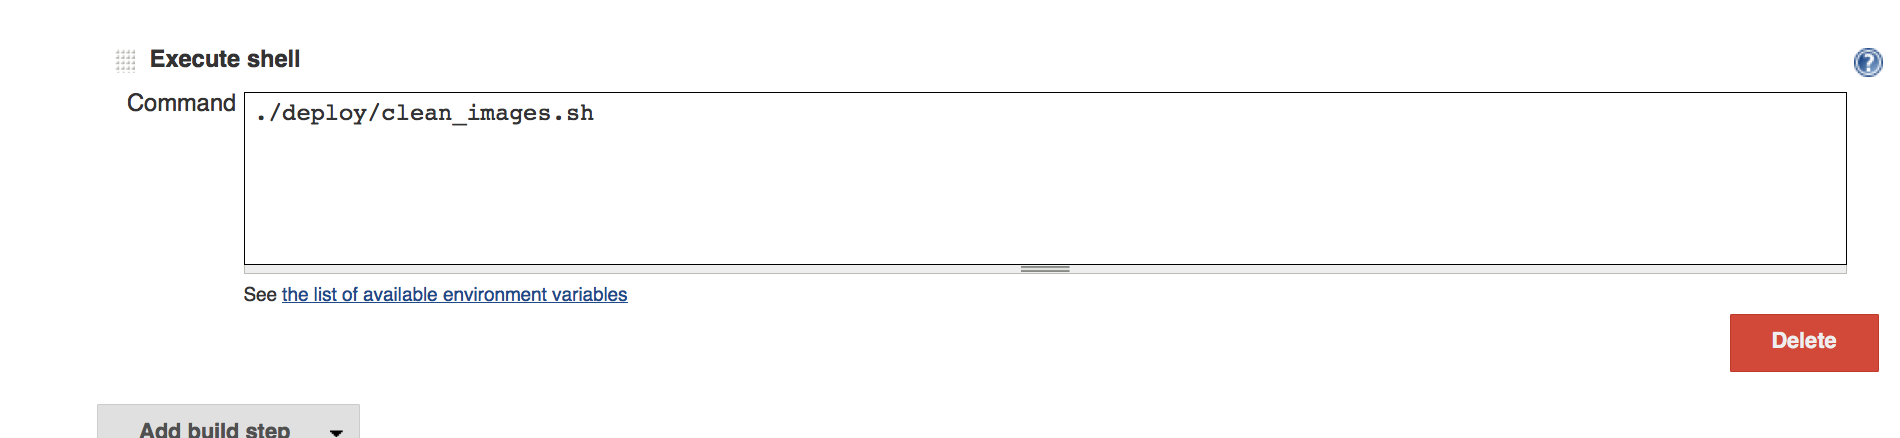 Execute shell
?
Command
./deploy/clean_images.sh
See the list of available environment variables
Delete
Add build step